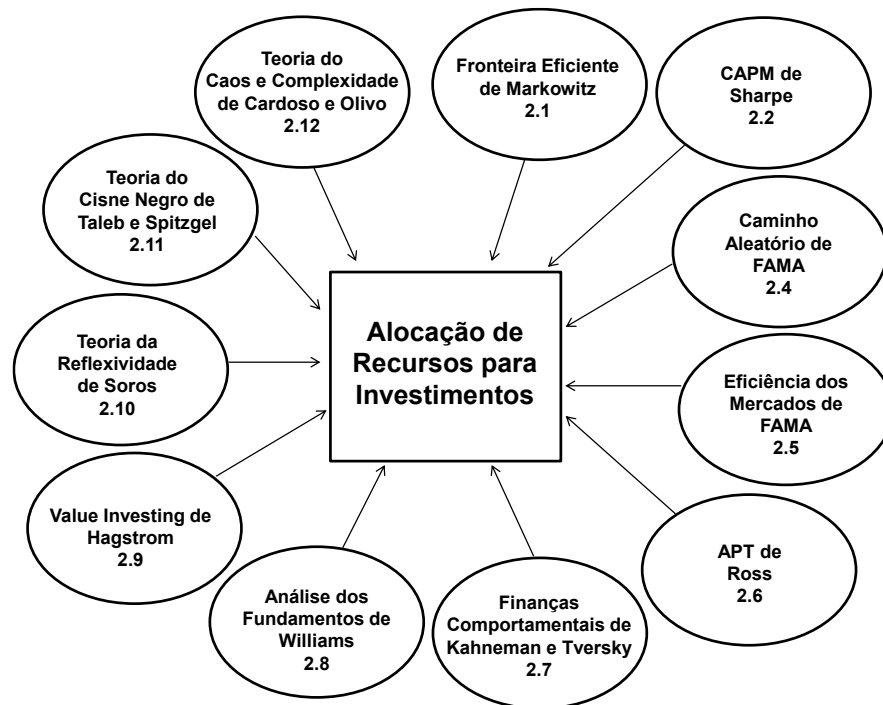 Teoria do
Caos e Complexidade
de Cardoso e Olivo
2.12
Fronteira Eficiente
de Markowitz
2.1
CAPM de
Sharpe
2.2
Teoria do
Cisne Negro de
Taleb e Spitzgel
2.11
Caminho
Aleatório de
FAMA
2.4
Alocação de
Recursos para
Investimentos
Teoria da
Reflexividade
de Soros
2.10
Eficiência dos
Mercados de
FAMA
2.5
Value Investing de
Hagstrom
2.9
APT de
Ross
2.6
Análise dos
Fundamentos de
Williams
2.8
Finanças
Comportamentais de
Kahneman e Tversky
2.7